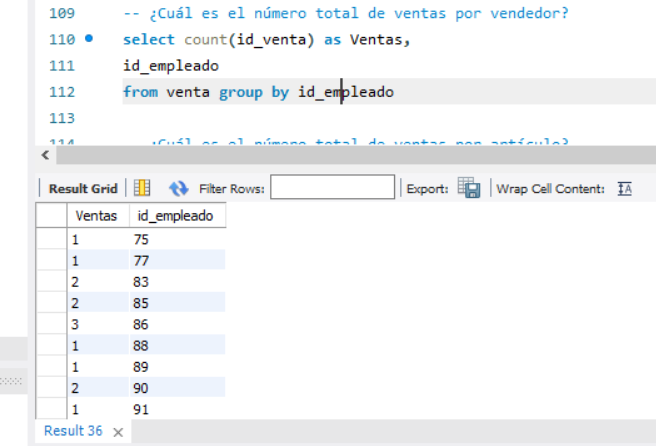 109 -- ¿Cuál es el número total de ventas por vendedor?
110 select count(id_venta) as Ventas,
111 id_empleado
112 from venta group by id_empleado
113
114 ¿Cuál es el número total de ventas por artículo?
Result Grid Filter Rows: Export: Wrap Cell Content: IA
Ventas id_empleado
1 75
1 77
2 83
2 85
3 86
1 88
1 89
2 90
1 91
Result 36 ×